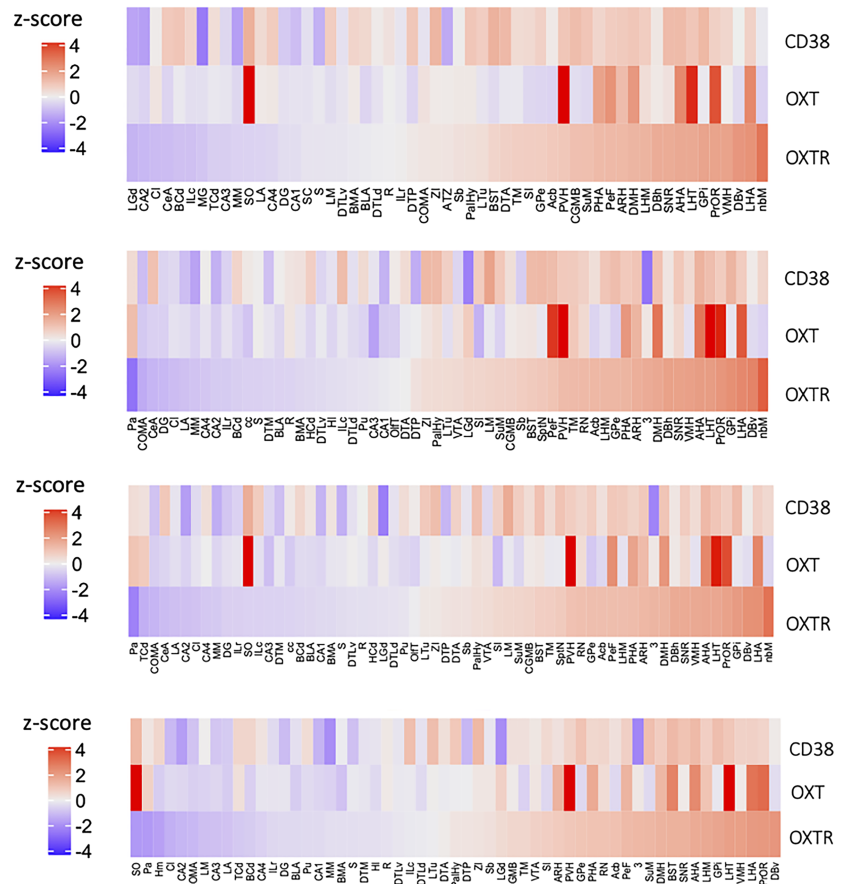 z-score
4
2
0
-2
-4
CD38
OXT
OXTR
LGd CA2 Cl CeA BCd ILc MG TCd CA3 MM SO LA CA4 DG CA1 SC S LM DTLv BMA BLA DTLd R ILr DTP COMA ZI ATZ Sb PalHy LTu BST DTA TM SI GPe Acb PVH CGMB SuM PHA PeF ARH DMH LHM DBh SNR AHA LHT GPi PrOR VMH DBv LHA nbM
z-score
4
2
0
-2
-4
CD38
OXT
OXTR
Pa COMA CeA DG Cl LA MM CA4 CA2 ILr BCd cc S DTM BLA R BMA HCd DTLv HI ILc DTLd Pu CA3 CA1 OlfT DTA DTP ZI PalHy LTu VTA LGd SI LM SuM CGMB Sb BST SptN PeF PVH TM RN Acb LHM GPe PHA ARH 3 DMH DBh SNR VMH AHA LHT PrOR GPi LHA DBv nbM
z-score
4
2
0
-2
-4
CD38
OXT
OXTR
Pa TCd COMA CeA LA CA2 Cl CA4 MM DG ILr SO ILc CA3 DTM cc BCd BLA CA1 BMA S DTLv R HCd LGd DTLd Pu OlfT LTu ZI DTP DTA Sb PalHy VTA SI LM SuM CGMB BST TM SptN PVH RN GPe Acb PeF LHM PHA ARH 3 DMH DBh SNR VMH AHA LHT PrOR GPi DBv LHA nbM
z-score
4
2
0
-2
-4
CD38
OXT
OXTR
SO Pa Hm Cl CA2 OMA LM CA3 LA TCd BCd CA4 ILr DG BLA Pu CA1 MM BMA S DTM HI R DTLv ILc DTLd LTu DTA PalHy DTP ZI Sb LGd GMB TM VTA SI ARH PVH GPe PHA RN Acb PeF 3 SuM DMH BST SNR AHA LHM GPi LHT VMH LHA PrOR DBv